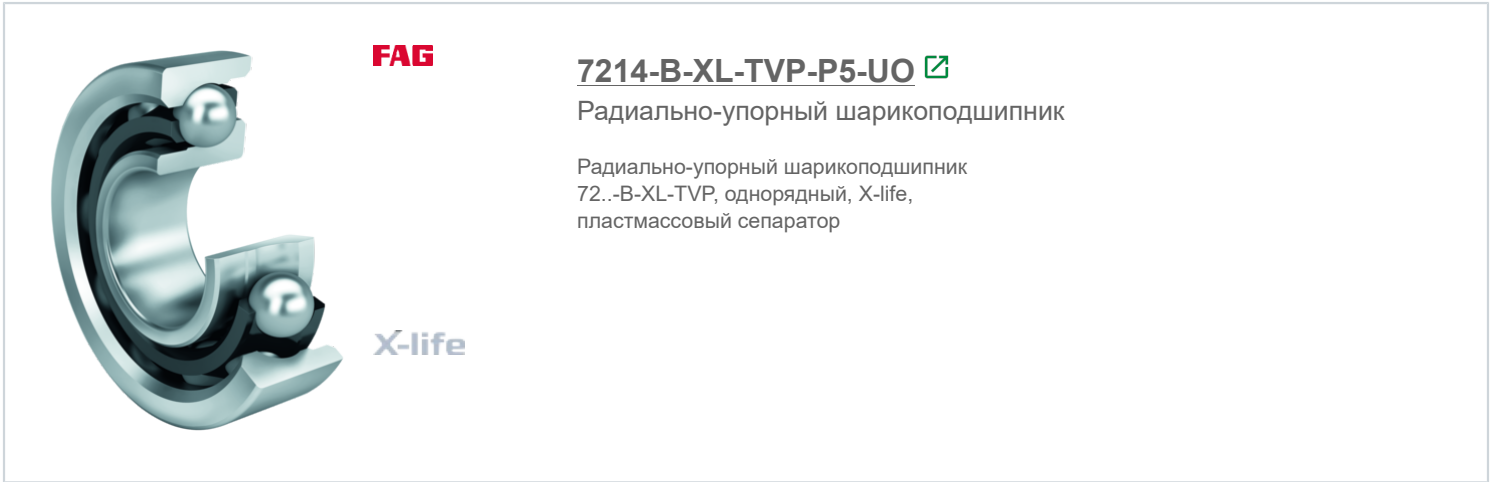 FAG
7214-B-XL-TVP-P5-UO
Радиально-упорный шарикоподшипник
Радиально-упорный шарикоподшипник
72..-B-XL-TVP, однорядный, X-life,
пластмассовый сепаратор
X-life